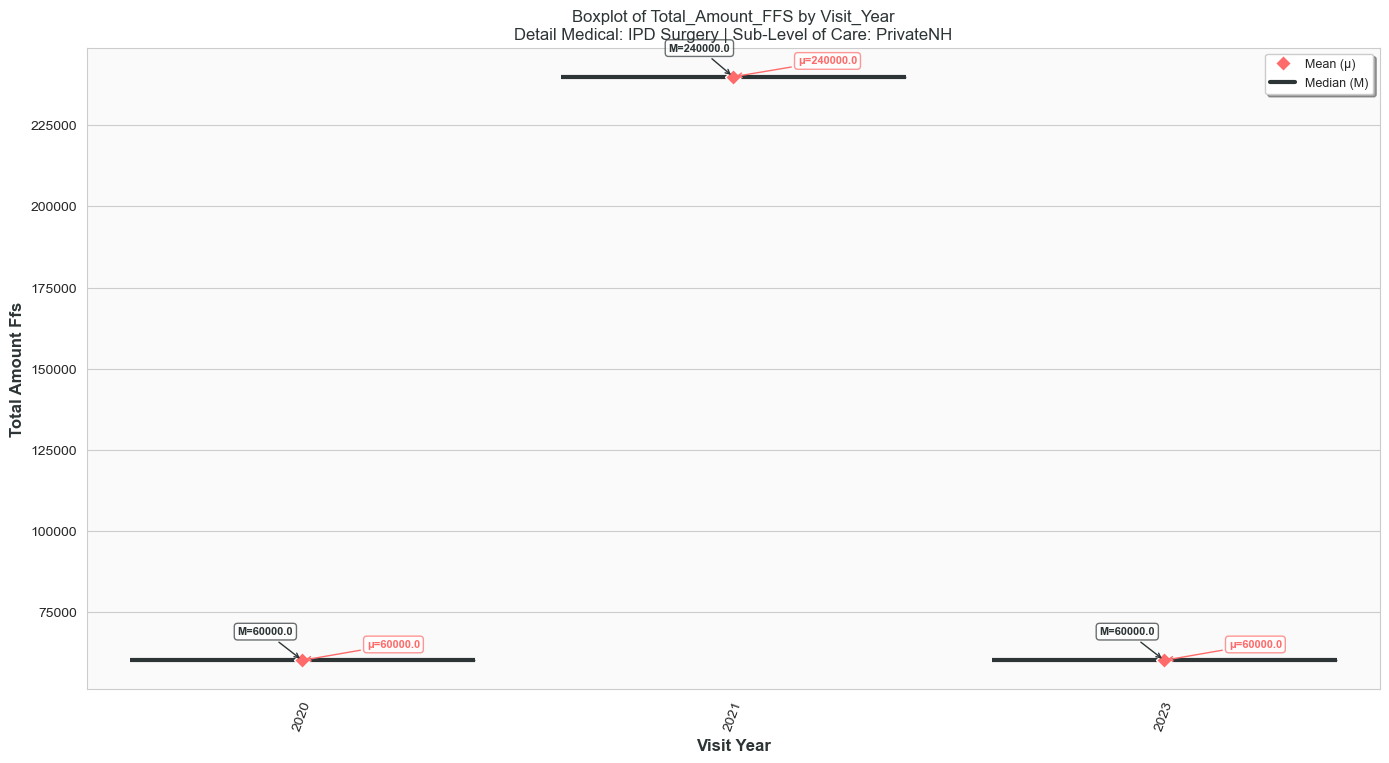 Boxplot of Total_Amount_FFS by Visit_Year
Detail Medical: IPD Surgery | Sub-Level of Care: PrivateNH
M=240000.0
μ=240000.0
Mean (μ)
Median (M)
225000
200000
175000
150000
125000
100000
75000
Total Amount Ffs
M=60000.0
μ=60000.0
M=60000.0
μ=60000.0
2020
2021
2023
Visit Year